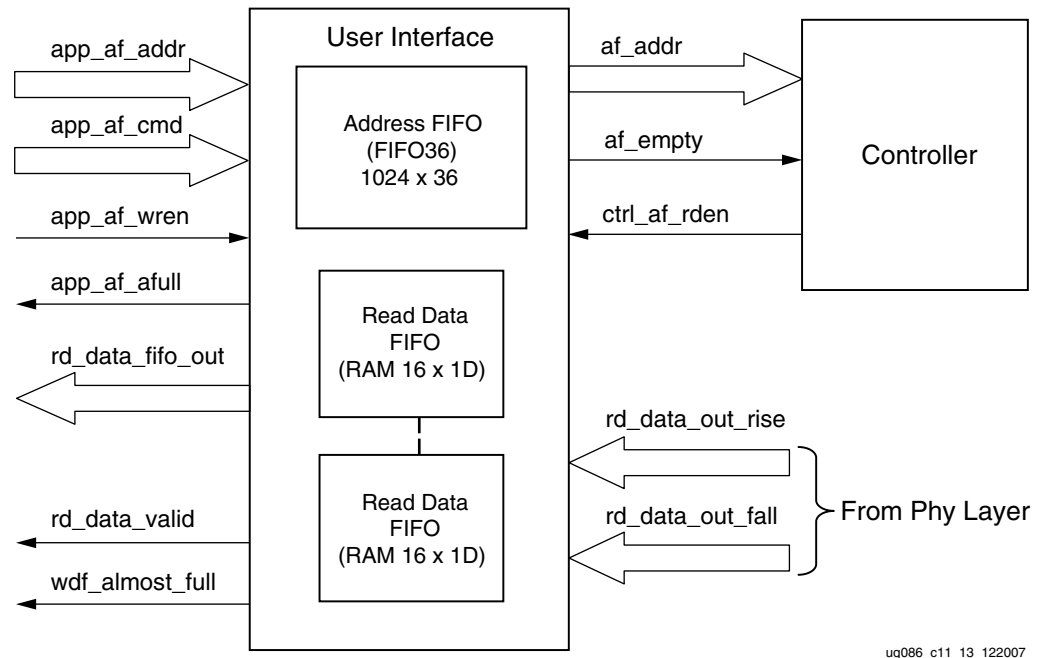 User Interface
app_af_addr
app_af_cmd
app_af_wren
app_af_afull
rd_data_fifo_out
rd_data_valid
wdf_almost_full
Address FIFO
(FIFO36)
1024 x 36
Read Data
FIFO
(RAM 16 x 1D)
Read Data
FIFO
(RAM 16 x 1D)
af_addr
af_empty
ctrl_af_rden
Controller
rd_data_out_rise
rd_data_out_fall
From Phy Layer
ug086_c11_13_122007